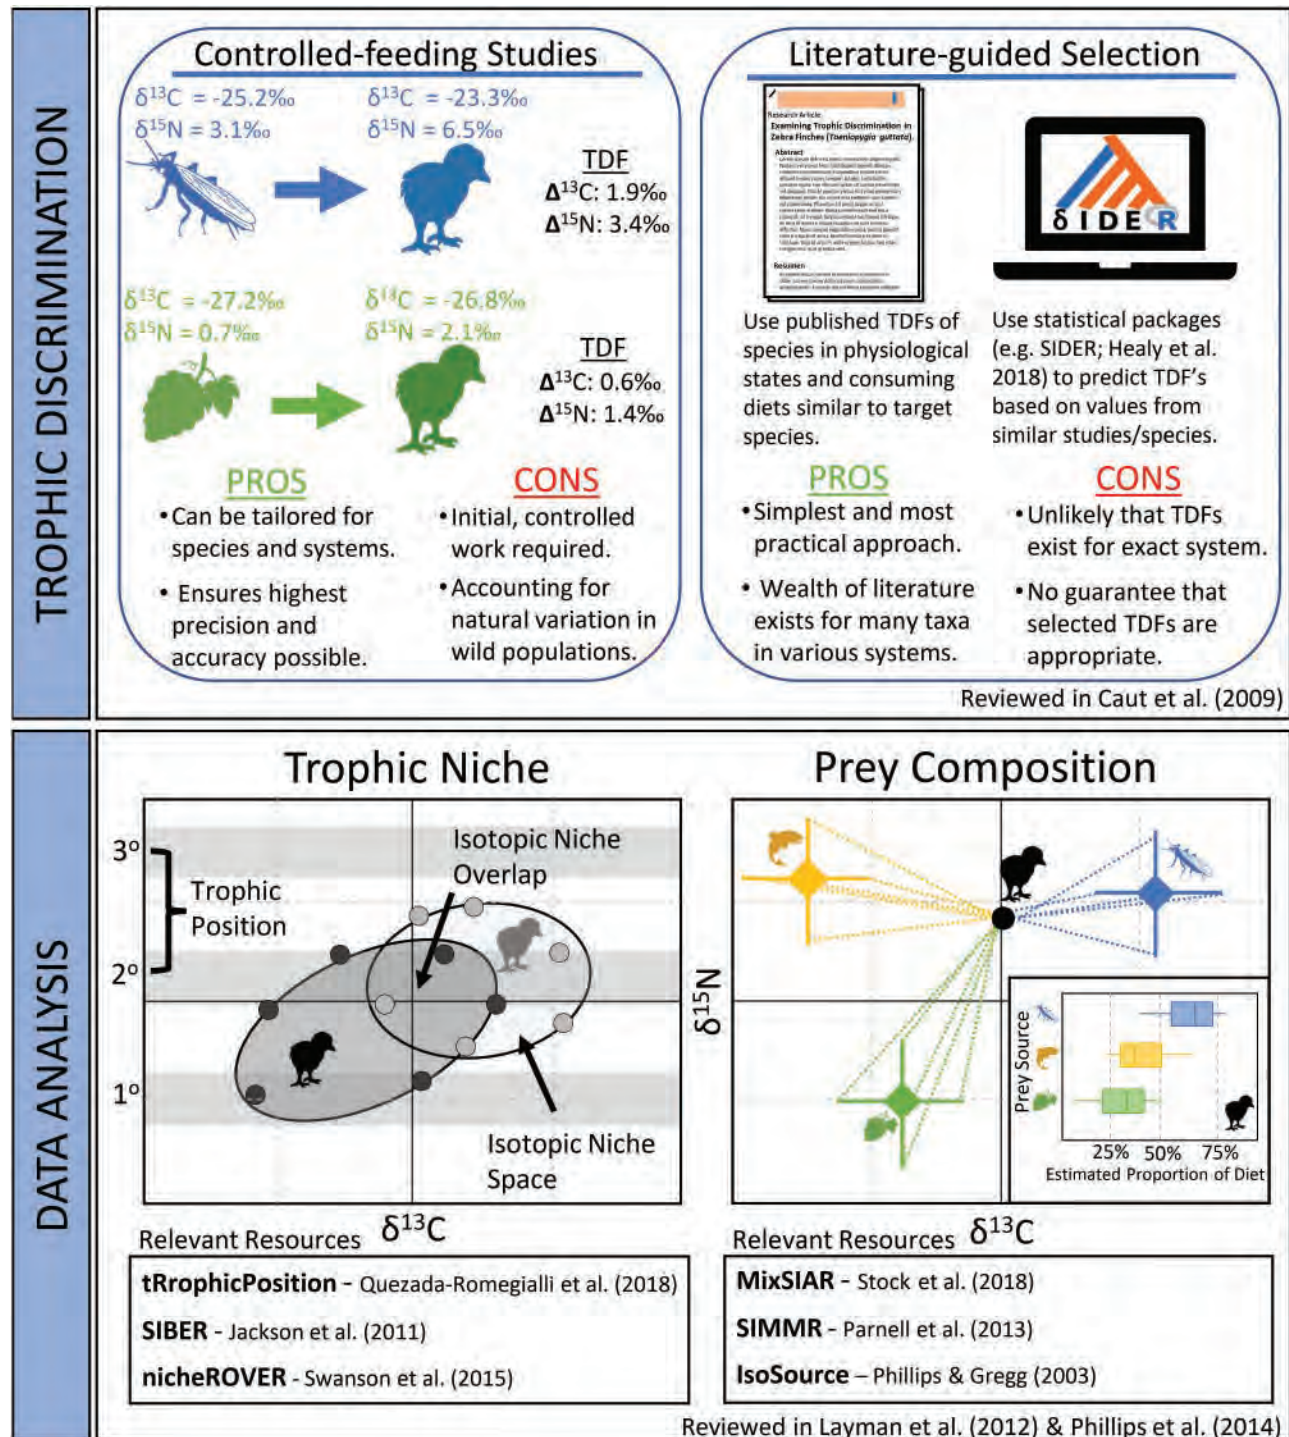 TROPHIC DISCRIMINATION
Controlled-feeding Studies
δ¹³C = -25.2‰
δ¹⁵N = 3.1‰
δ¹³C = -23.3‰
δ¹⁵N = 6.5‰
TDF
Δ¹³C: 1.9‰
Δ¹⁵N: 3.4‰
δ¹³C = -27.2‰
δ¹⁵N = 0.7‰
δ¹³C = -26.8‰
δ¹⁵N = 2.1‰
TDF
Δ¹³C: 0.6‰
Δ¹⁵N: 1.4‰
PROS
•Can be tailored for
species and systems.
• Ensures highest
precision and
accuracy possible.
CONS
•Initial, controlled
work required.
•Accounting for
natural variation in
wild populations.
Literature-guided Selection
Research Article
Examining Trophic Discrimination in
Zebra Finches (Taeniopygia guttata).
Abstract
Resumen
δIDER
Use published TDFs of
species in physiological
states and consuming
diets similar to target
species.
Use statistical packages
(e.g. SIDER; Healy et al.
2018) to predict TDF's
based on values from
similar studies/species.
PROS
•Simplest and most
practical approach.
• Wealth of literature
exists for many taxa
in various systems.
CONS
•Unlikely that TDFs
exist for exact system.
•No guarantee that
selected TDFs are
appropriate.
Reviewed in Caut et al. (2009)
DATA ANALYSIS
Trophic Niche
3°
2°
1°
Trophic
Position
Isotopic Niche
Overlap
Isotopic Niche
Space
δ¹³C
Relevant Resources
tRrophicPosition – Quezada-Romegialli et al. (2018)
SIBER - Jackson et al. (2011)
nicheROVER - Swanson et al. (2015)
Prey Composition
δ¹⁵N
Prey Source
25% 50% 75%
Estimated Proportion of Diet
δ¹³C
Relevant Resources
MixSIAR – Stock et al. (2018)
SIMMR - Parnell et al. (2013)
IsoSource – Phillips & Gregg (2003)
Reviewed in Layman et al. (2012) & Phillips et al. (2014)